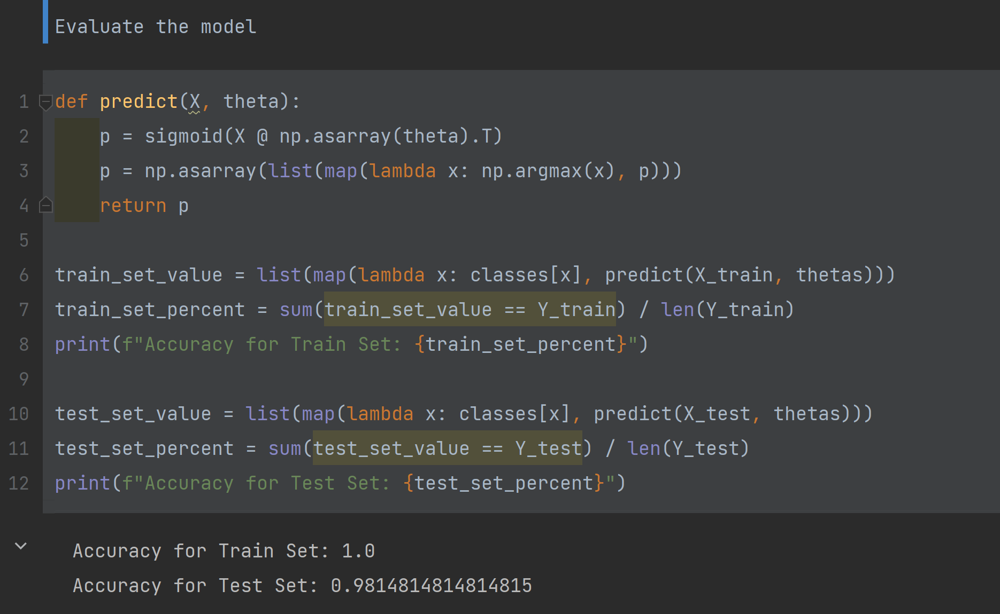 Evaluate the model
1 def predict(X, theta):
2     p = sigmoid(X @ np.asarray(theta).T)
3     p = np.asarray(list(map(lambda x: np.argmax(x), p)))
4     return p
5
6 train_set_value = list(map(lambda x: classes[x], predict(X_train, thetas)))
7 train_set_percent = sum(train_set_value == Y_train) / len(Y_train)
8 print(f"Accuracy for Train Set: {train_set_percent}")
9
10 test_set_value = list(map(lambda x: classes[x], predict(X_test, thetas)))
11 test_set_percent = sum(test_set_value == Y_test) / len(Y_test)
12 print(f"Accuracy for Test Set: {test_set_percent}")
Accuracy for Train Set: 1.0
Accuracy for Test Set: 0.9814814814814815